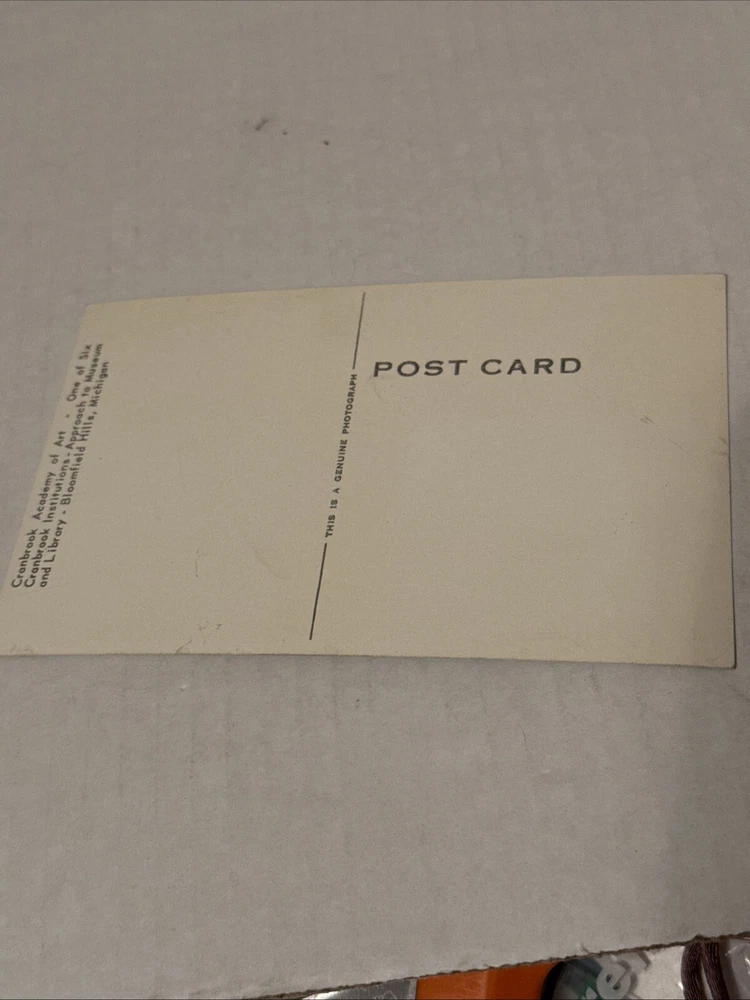 Cranbrook Academy of Art - One of Six
Cranbrook Institutions - Approach to Museum
and Library - Bloomfield Hills, Michigan
THIS IS A GENUINE PHOTOGRAPH
POST CARD